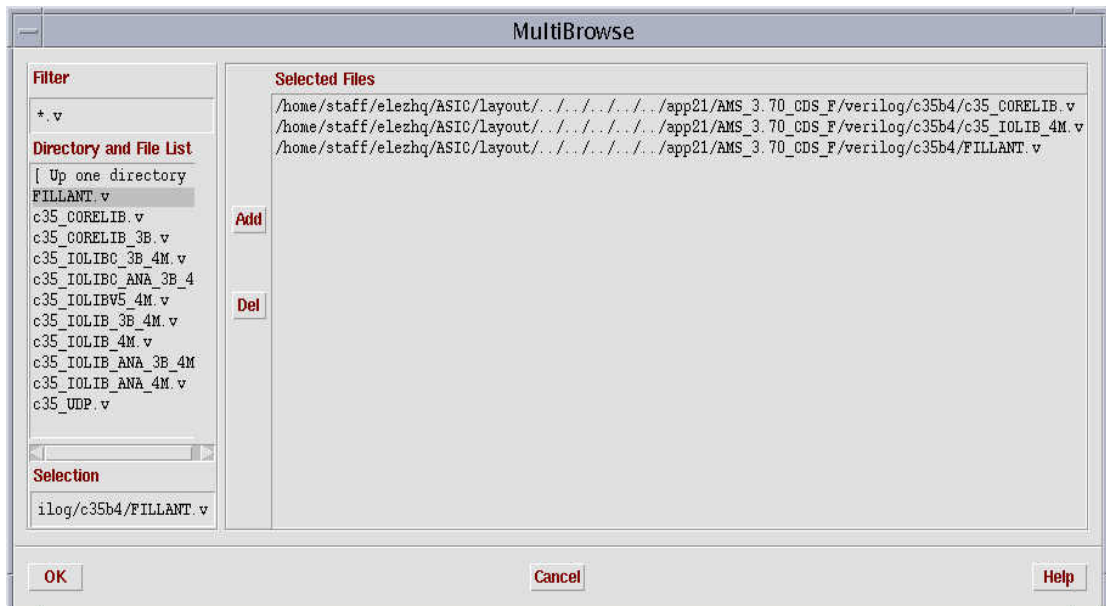 MultiBrowse
Filter
*.v
Directory and File List
[ Up one directory
FILLANT.v
c35_CORELIB.v
c35_CORELIB_3B.v
c35_IOLIBC_3B_4M.v
c35_IOLIBC_ANA_3B_4
c35_IOLIBV5_4M.v
c35_IOLIB_3B_4M.v
c35_IOLIB_4M.v
c35_IOLIB_ANA_3B_4M
c35_IOLIB_ANA_4M.v
c35_UDP.v
Selection
ilog/c35b4/FILLANT.v
Add
Del
Selected Files
/home/staff/elezhq/ASIC/layout/../../../../../app21/AMS_3.70_CDS_F/verilog/c35b4/c35_CORELIB.v
/home/staff/elezhq/ASIC/layout/../../../../../app21/AMS_3.70_CDS_F/verilog/c35b4/c35_IOLIB_4M.v
/home/staff/elezhq/ASIC/layout/../../../../../app21/AMS_3.70_CDS_F/verilog/c35b4/FILLANT.v
OK
Cancel
Help